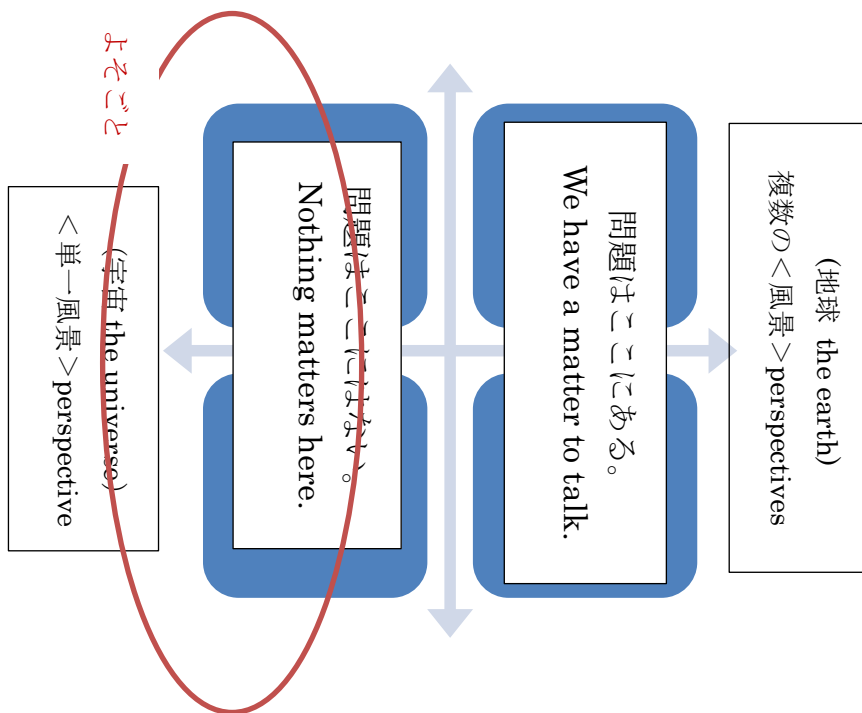 (地球 the earth)
複数の＜風景＞perspectives
問題はここにある。
We have a matter to talk.
問題はここにはない。
Nothing matters here.
よそごと
（宇宙 the universe）
＜単一風景＞perspective